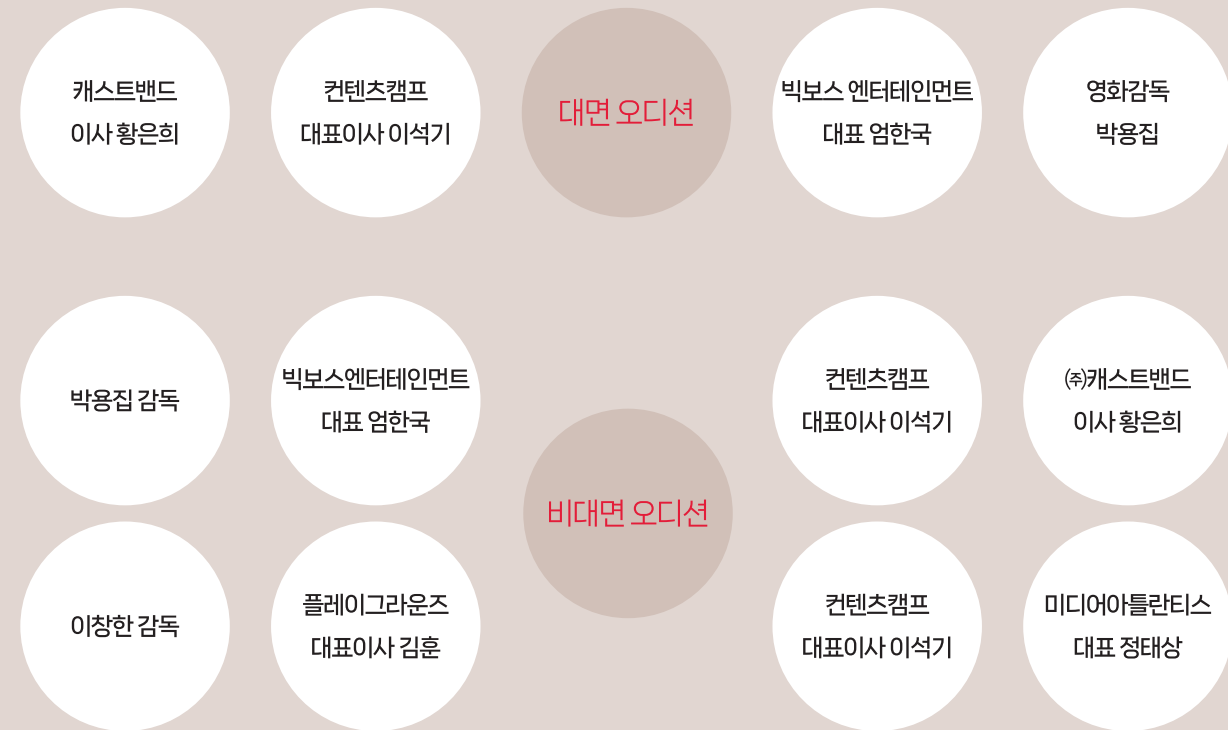 캐스트밴드
이사 황은희
컨텐츠캠프
대표이사 이석기
대면 오디션
빅보스 엔터테인먼트
대표 엄한국
영화감독
박용집
박용집 감독
빅보스엔터테인먼트
대표 엄한국
컨텐츠캠프
대표이사 이석기
㈜캐스트밴드
이사 황은희
비대면 오디션
이창한 감독
플레이그라운즈
대표이사 김훈
컨텐츠캠프
대표이사 이석기
미디어아틀란티스
대표 정태상